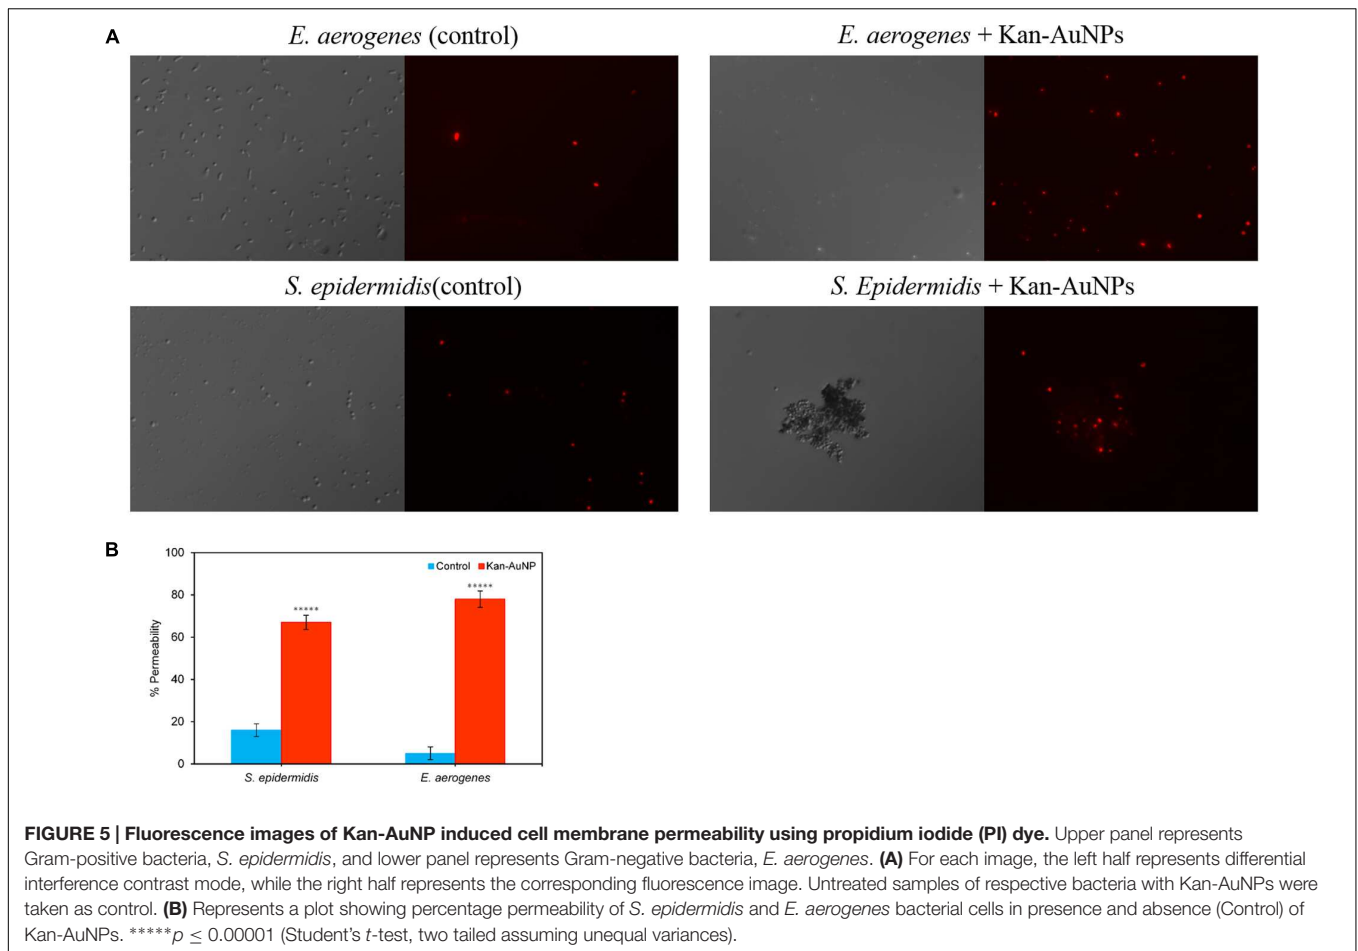 A
E. aerogenes (control)
E. aerogenes + Kan-AuNPs
S. epidermidis(control)
S. Epidermidis + Kan-AuNPs
B
100
80
60
40
20
0
% Permeability
Control Kan-AuNP
*****
*****
S. epidermidis
E. aerogenes
FIGURE 5 | Fluorescence images of Kan-AuNP induced cell membrane permeability using propidium iodide (PI) dye. Upper panel represents
Gram-positive bacteria, S. epidermidis, and lower panel represents Gram-negative bacteria, E. aerogenes. (A) For each image, the left half represents differential
interference contrast mode, while the right half represents the corresponding fluorescence image. Untreated samples of respective bacteria with Kan-AuNPs were
taken as control. (B) Represents a plot showing percentage permeability of S. epidermidis and E. aerogenes bacterial cells in presence and absence (Control) of
Kan-AuNPs. *****p ≤ 0.00001 (Student's t-test, two tailed assuming unequal variances).